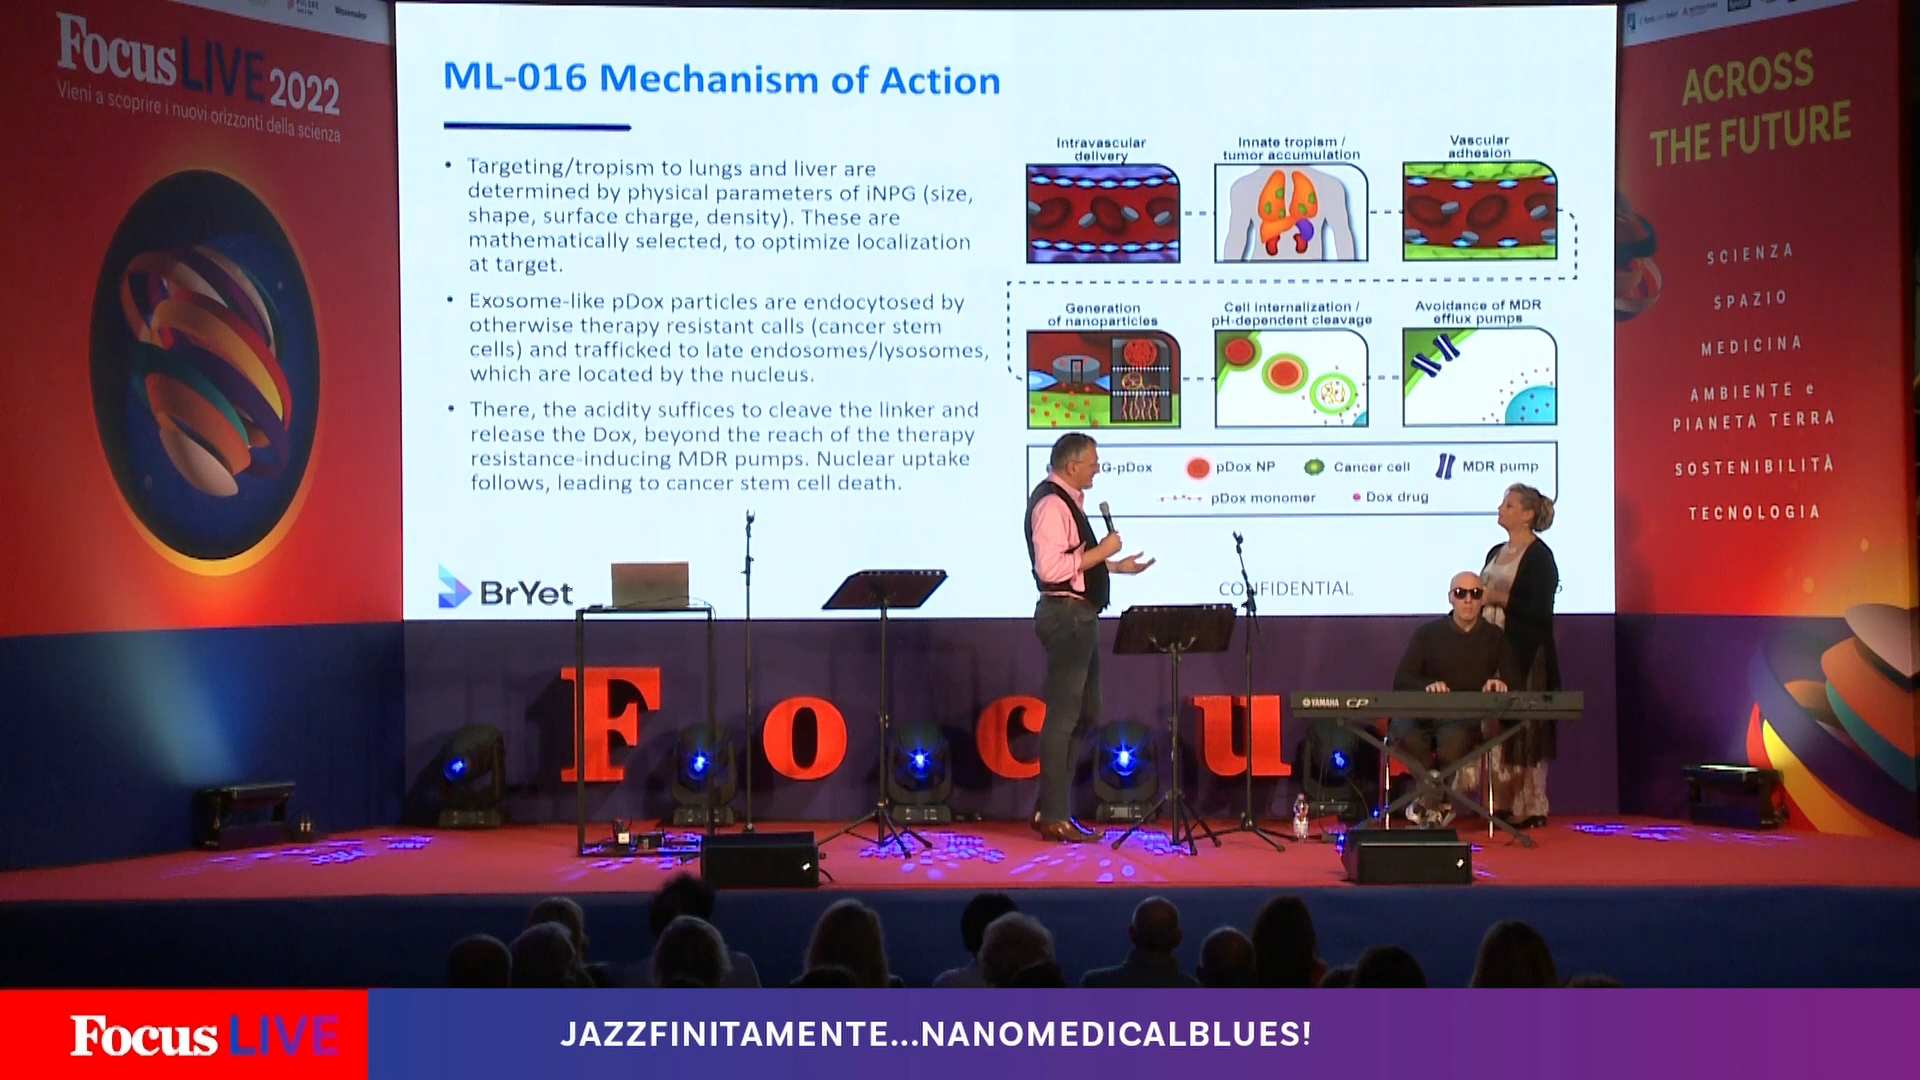 Focus LIVE 2022
Vieni a scoprire i nuovi orizzonti della scienza
ML-016 Mechanism of Action
• Targeting/tropism to lungs and liver are
determined by physical parameters of iNPG (size,
shape, surface charge, density). These are
mathematically selected, to optimize localization
at target.
• Exosome-like pDox particles are endocytosed by
otherwise therapy resistant calls (cancer stem
cells) and trafficked to late endosomes/lysosomes,
which are located by the nucleus.
• There, the acidity suffices to cleave the linker and
release the Dox, beyond the reach of the therapy
resistance-inducing MDR pumps. Nuclear uptake
follows, leading to cancer stem cell death.
Intravascular
delivery
Innate tropism /
tumor accumulation
Vascular
adhesion
Generation
of nanoparticles
Cell internalization /
pH-dependent cleavage
Avoidance of MDR
efflux pumps
G-pDox
pDox NP
Cancer cell
MDR pump
pDox monomer
Dox drug
BrYet
CONFIDENTIAL
ACROSS
THE FUTURE
SCIENZA
SPAZIO
MEDICINA
AMBIENTE e
PIANETA TERRA
SOSTENIBILITÀ
TECNOLOGIA
Focu
YAMAHA CP
Focus LIVE
JAZZFINITAMENTE...NANOMEDICALBLUES!